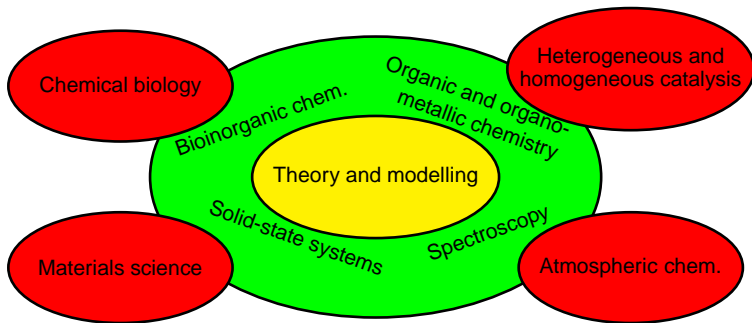 Chemical biology
Heterogeneous and
homogeneous catalysis
Bioinorganic chem.
Organic and organo-
metallic chemistry
Theory and modelling
Solid-state systems
Spectroscopy
Materials science
Atmospheric chem.